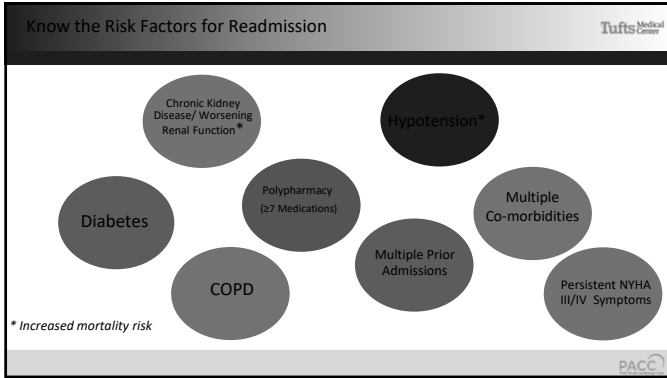 Know the Risk Factors for Readmission
Tufts Medical Center
Chronic Kidney
Disease/ Worsening
Renal Function*
Hypotension*
Polypharmacy
(≥7 Medications)
Multiple
Co-morbidities
Diabetes
Multiple Prior
Admissions
COPD
Persistent NYHA
III/IV Symptoms
* Increased mortality risk
PACC